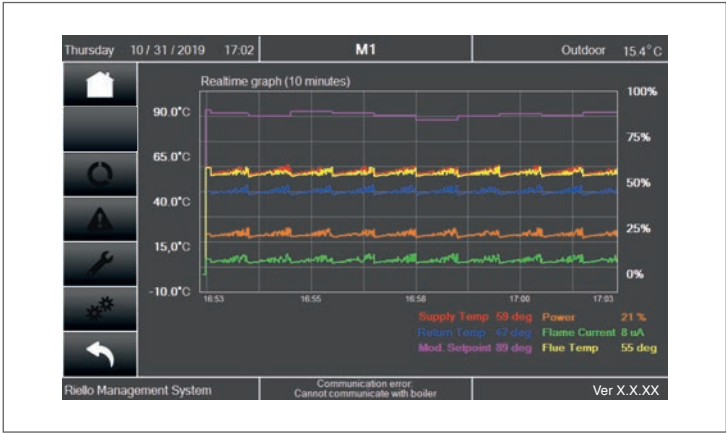 Thursday 10 / 31 / 2019 17:02 M1 Outdoor 15.4°C
Realtime graph (10 minutes)
100%
90.0°C
75%
65.0°C
50%
40.0°C
25%
15,0°C
0%
-10.0°C
16:53 16:55 16:58 17:00 17:03
Supply Temp 59 deg Power 21 %
Return Temp 47 deg Flame Current 8 uA
Mod. Setpoint 89 deg Flue Temp 55 deg
Riello Management System
Communication error:
Cannot communicate with boiler
Ver X.X.XX